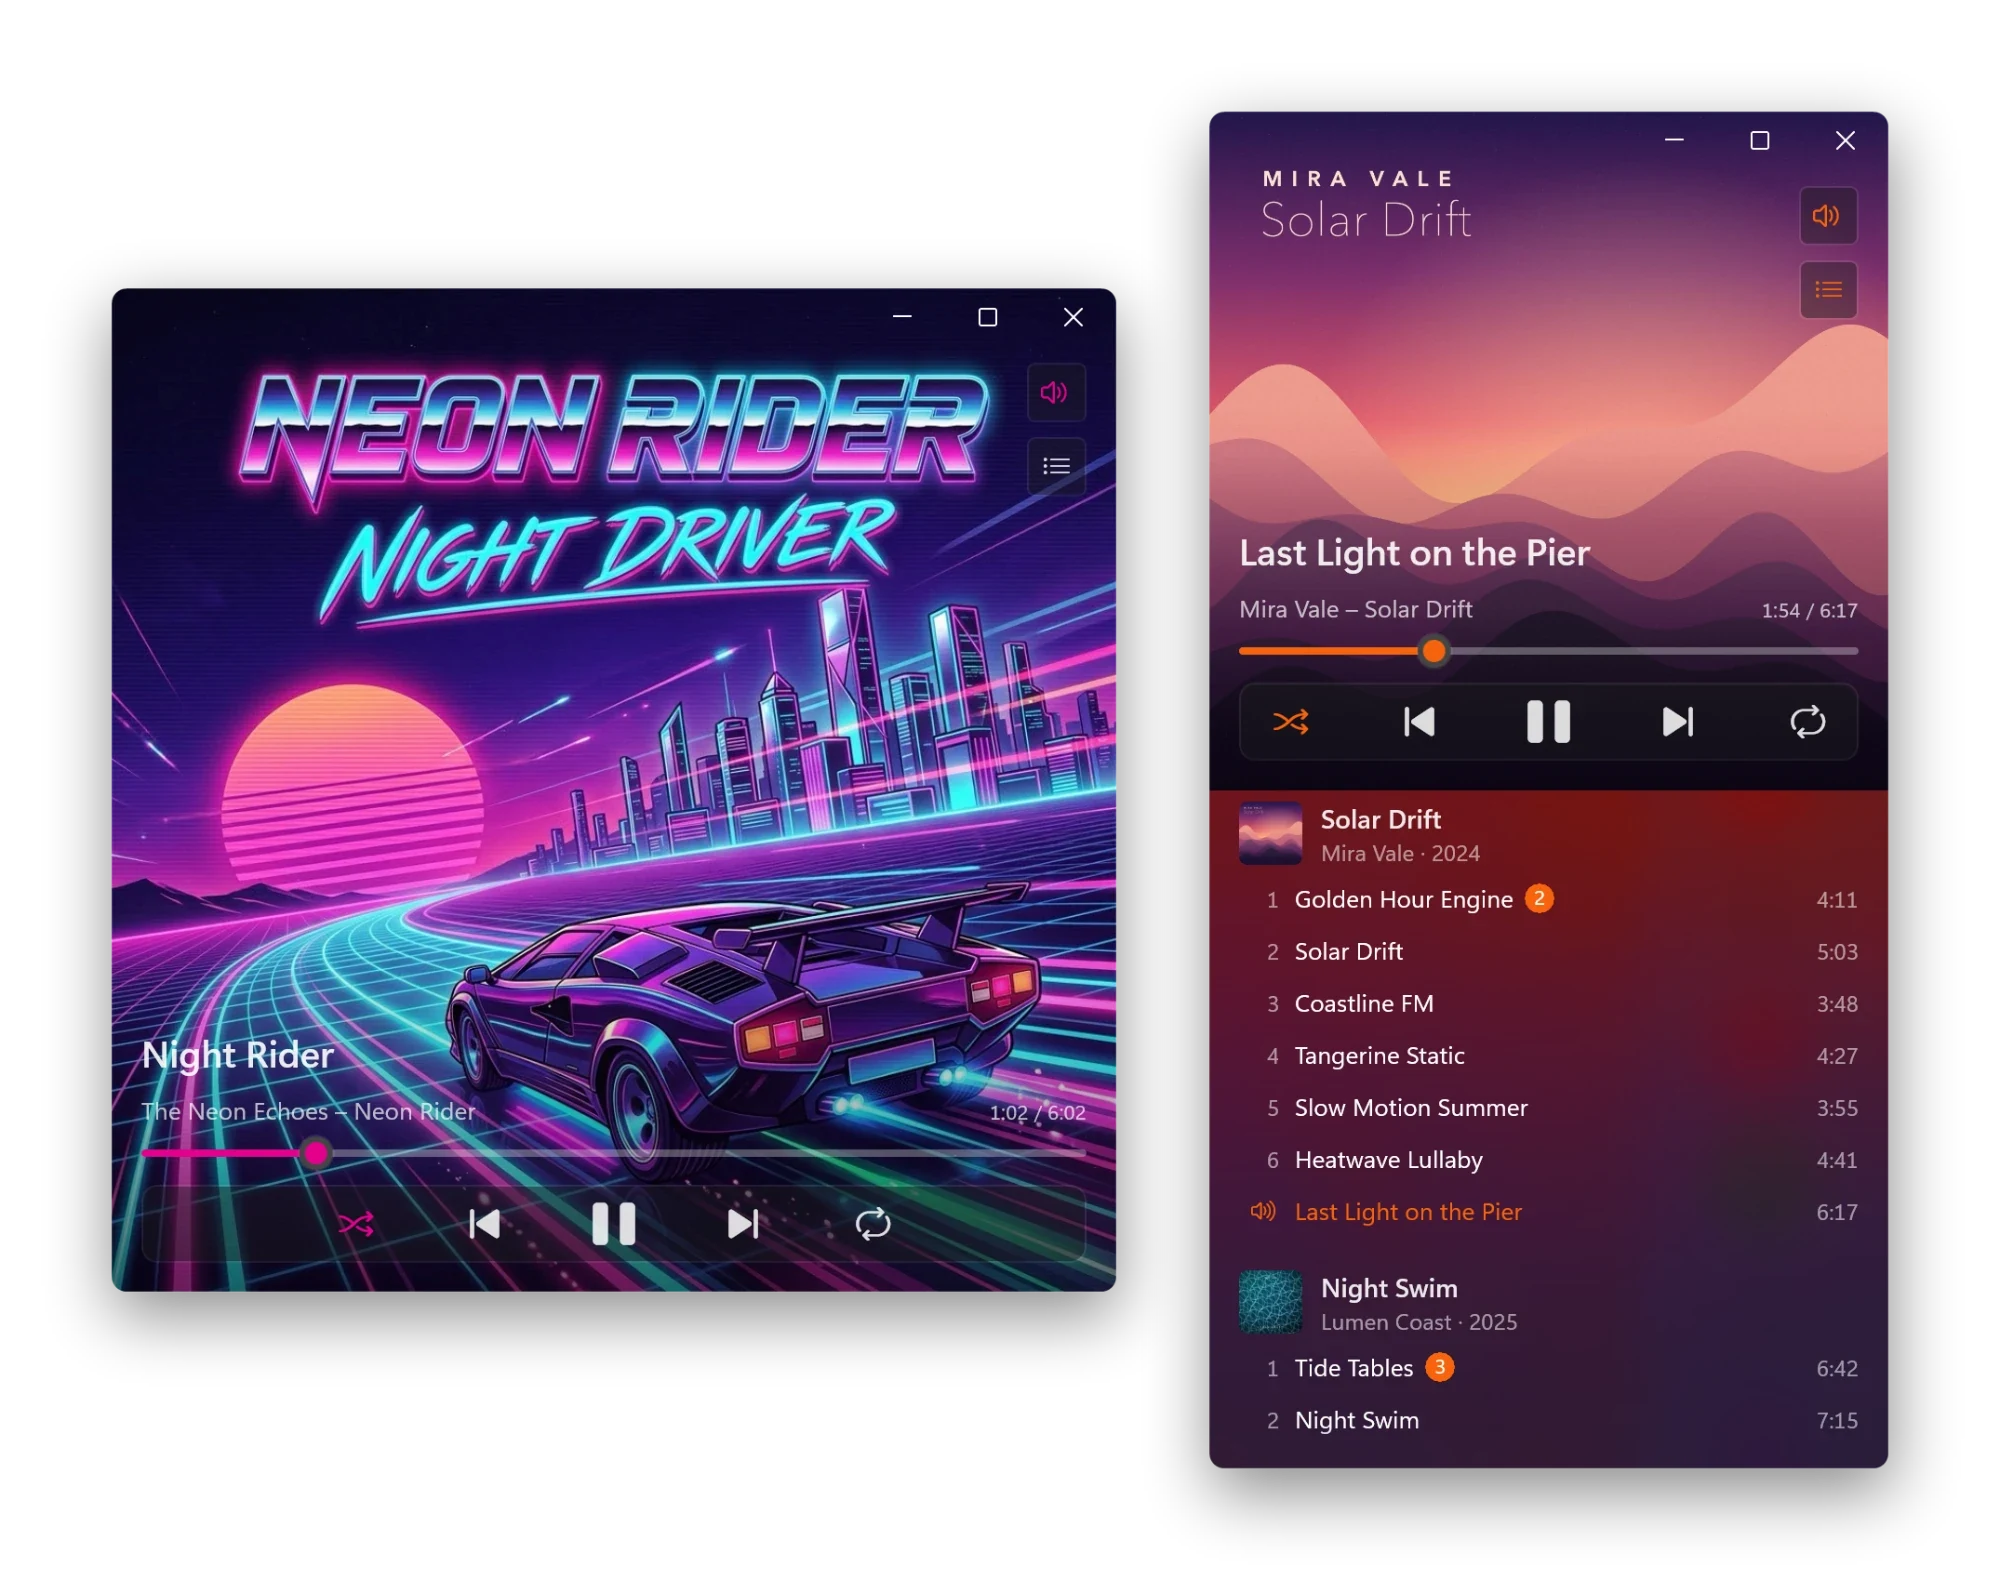 NEON RIDER
NIGHT DRIVER
Night Rider
The Neon Echoes – Neon Rider
1:02 / 6:02
MIRA VALE
Solar Drift
Last Light on the Pier
Mira Vale – Solar Drift
1:54 / 6:17
Solar Drift
Mira Vale · 2024
1 Golden Hour Engine 2 4:11
2 Solar Drift 5:03
3 Coastline FM 3:48
4 Tangerine Static 4:27
5 Slow Motion Summer 3:55
6 Heatwave Lullaby 4:41
Last Light on the Pier 6:17
Night Swim
Lumen Coast · 2025
1 Tide Tables 3 6:42
2 Night Swim 7:15